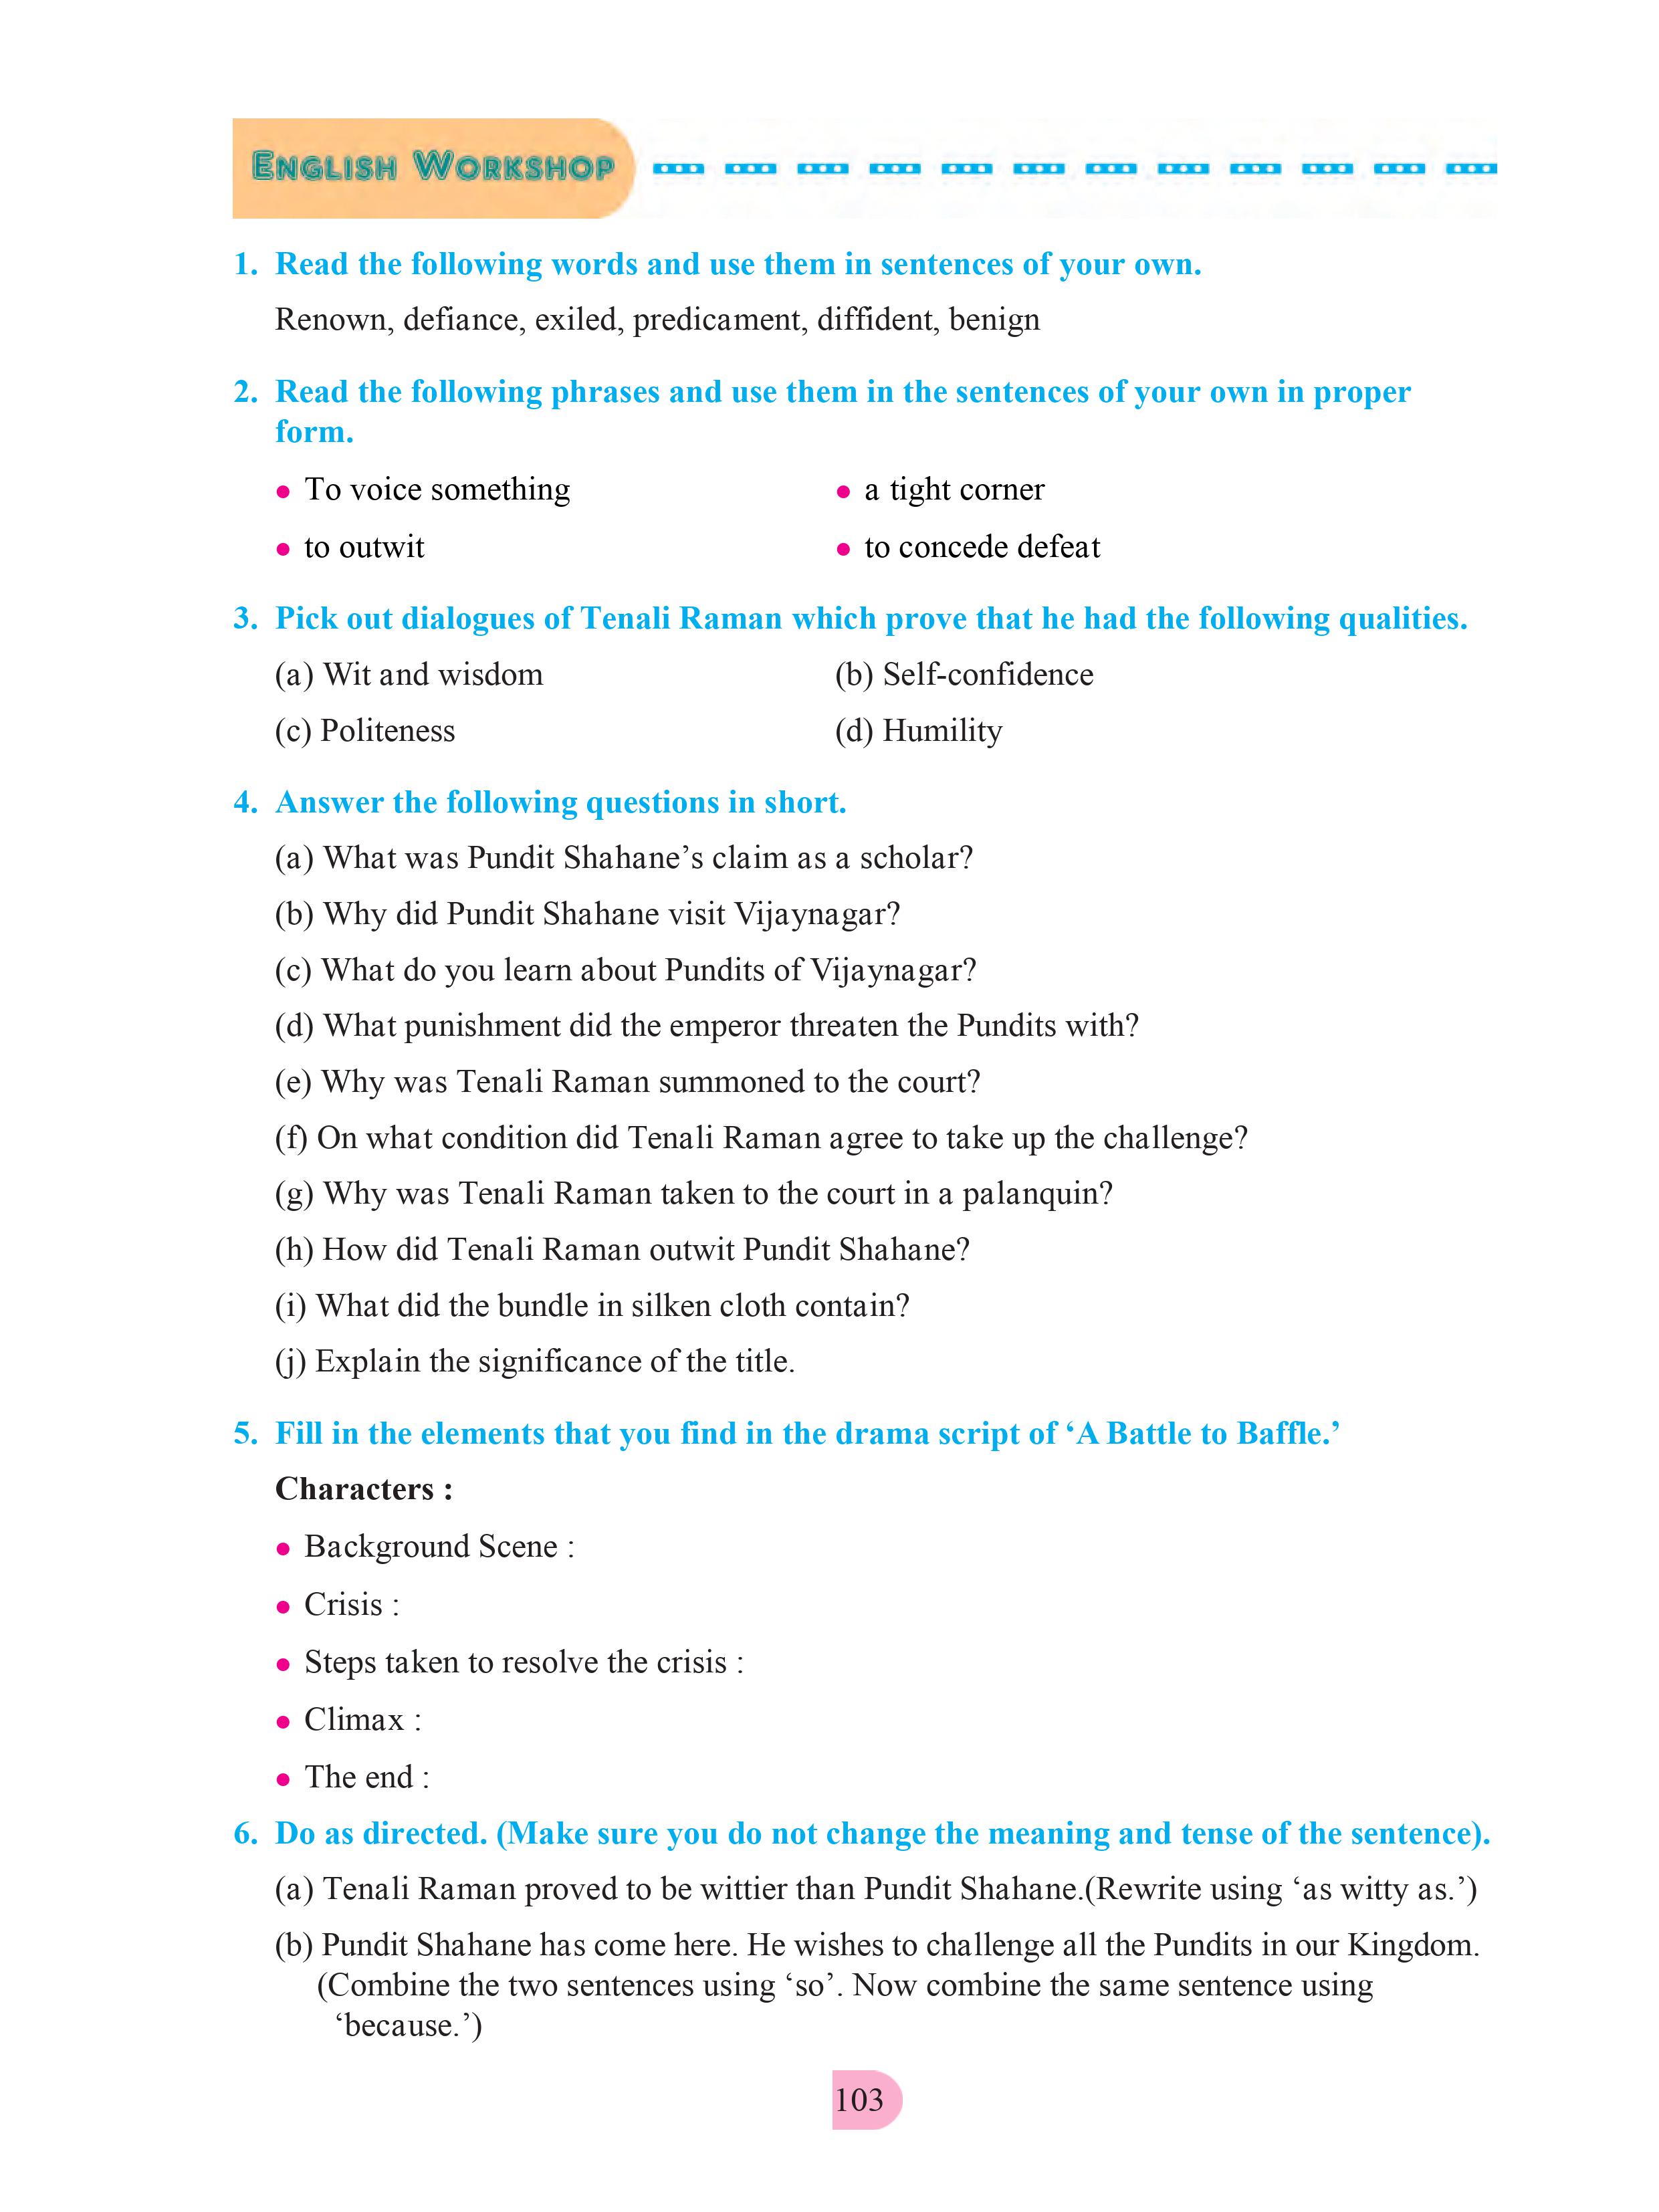 ENGLISH WORKSHOP
1. Read the following words and use them in sentences of your own.
Renown, defiance, exiled, predicament, diffident, benign
2. Read the following phrases and use them in the sentences of your own in proper
form.
● To voice something ● a tight corner
● to outwit ● to concede defeat
3. Pick out dialogues of Tenali Raman which prove that he had the following qualities.
(a) Wit and wisdom (b) Self-confidence
(c) Politeness (d) Humility
4. Answer the following questions in short.
(a) What was Pundit Shahane’s claim as a scholar?
(b) Why did Pundit Shahane visit Vijaynagar?
(c) What do you learn about Pundits of Vijaynagar?
(d) What punishment did the emperor threaten the Pundits with?
(e) Why was Tenali Raman summoned to the court?
(f) On what condition did Tenali Raman agree to take up the challenge?
(g) Why was Tenali Raman taken to the court in a palanquin?
(h) How did Tenali Raman outwit Pundit Shahane?
(i) What did the bundle in silken cloth contain?
(j) Explain the significance of the title.
5. Fill in the elements that you find in the drama script of ‘A Battle to Baffle.’
Characters :
● Background Scene :
● Crisis :
● Steps taken to resolve the crisis :
● Climax :
● The end :
6. Do as directed. (Make sure you do not change the meaning and tense of the sentence).
(a) Tenali Raman proved to be wittier than Pundit Shahane.(Rewrite using ‘as witty as.’)
(b) Pundit Shahane has come here. He wishes to challenge all the Pundits in our Kingdom.
(Combine the two sentences using ‘so’. Now combine the same sentence using
‘because.’)
103